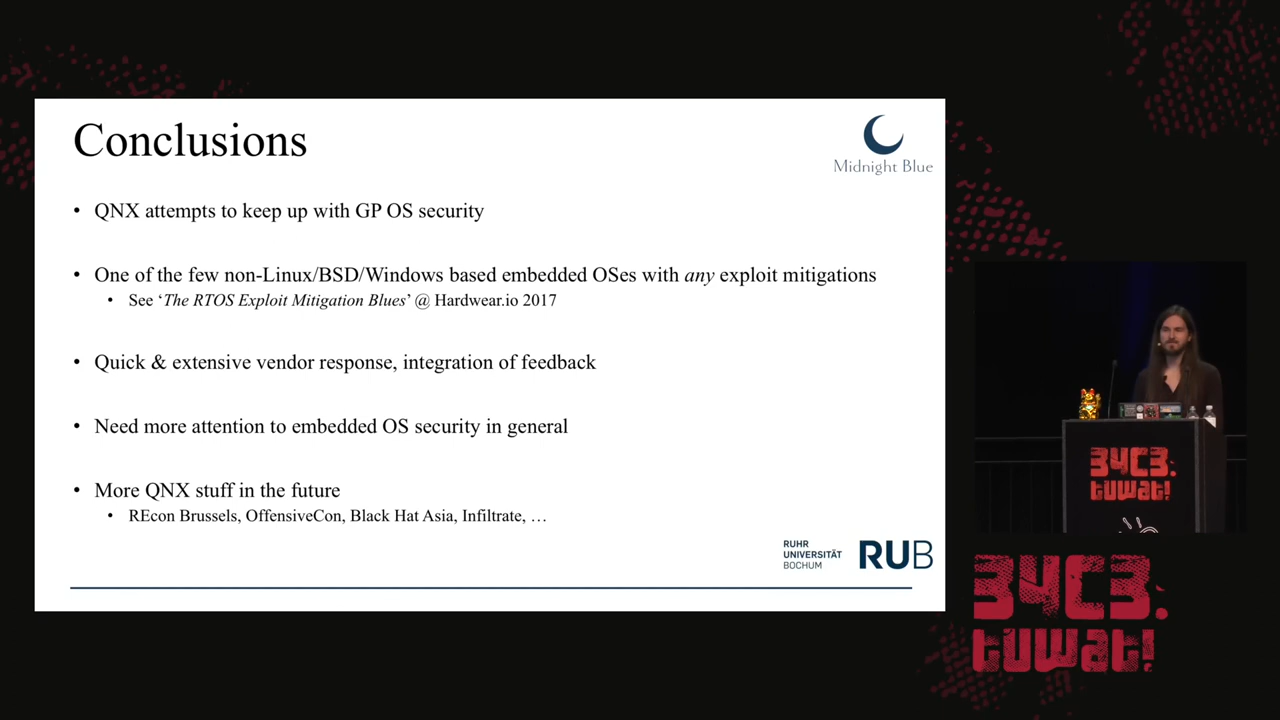 Conclusions
Midnight Blue
• QNX attempts to keep up with GP OS security
• One of the few non-Linux/BSD/Windows based embedded OSes with any exploit mitigations
• See ‘The RTOS Exploit Mitigation Blues’ @ Hardwear.io 2017
• Quick & extensive vendor response, integration of feedback
• Need more attention to embedded OS security in general
• More QNX stuff in the future
• REcon Brussels, OffensiveCon, Black Hat Asia, Infiltrate, …
RUHR
UNIVERSITÄT
BOCHUM
RUB
34C3.
tuwat!
34C3.
tuwat!